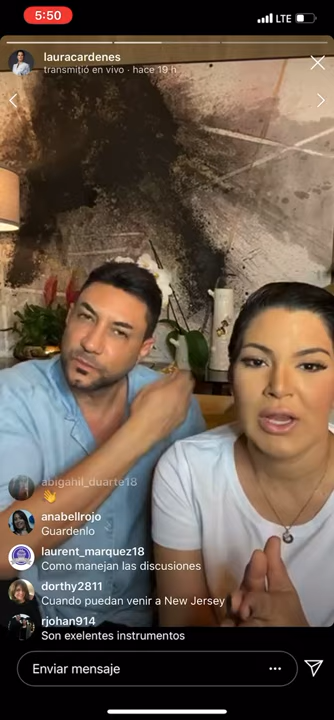 5:50
LTE
lauracardenes
transmitió en vivo · hace 19 h
abigahil_duarte18
👋
anabellrojo
Guardenlo
laurent_marquez18
Como manejan las discusiones
dorthy2811
Cuando puedan venir a New Jersey
rjohan914
Son exelentes instrumentos
Enviar mensaje